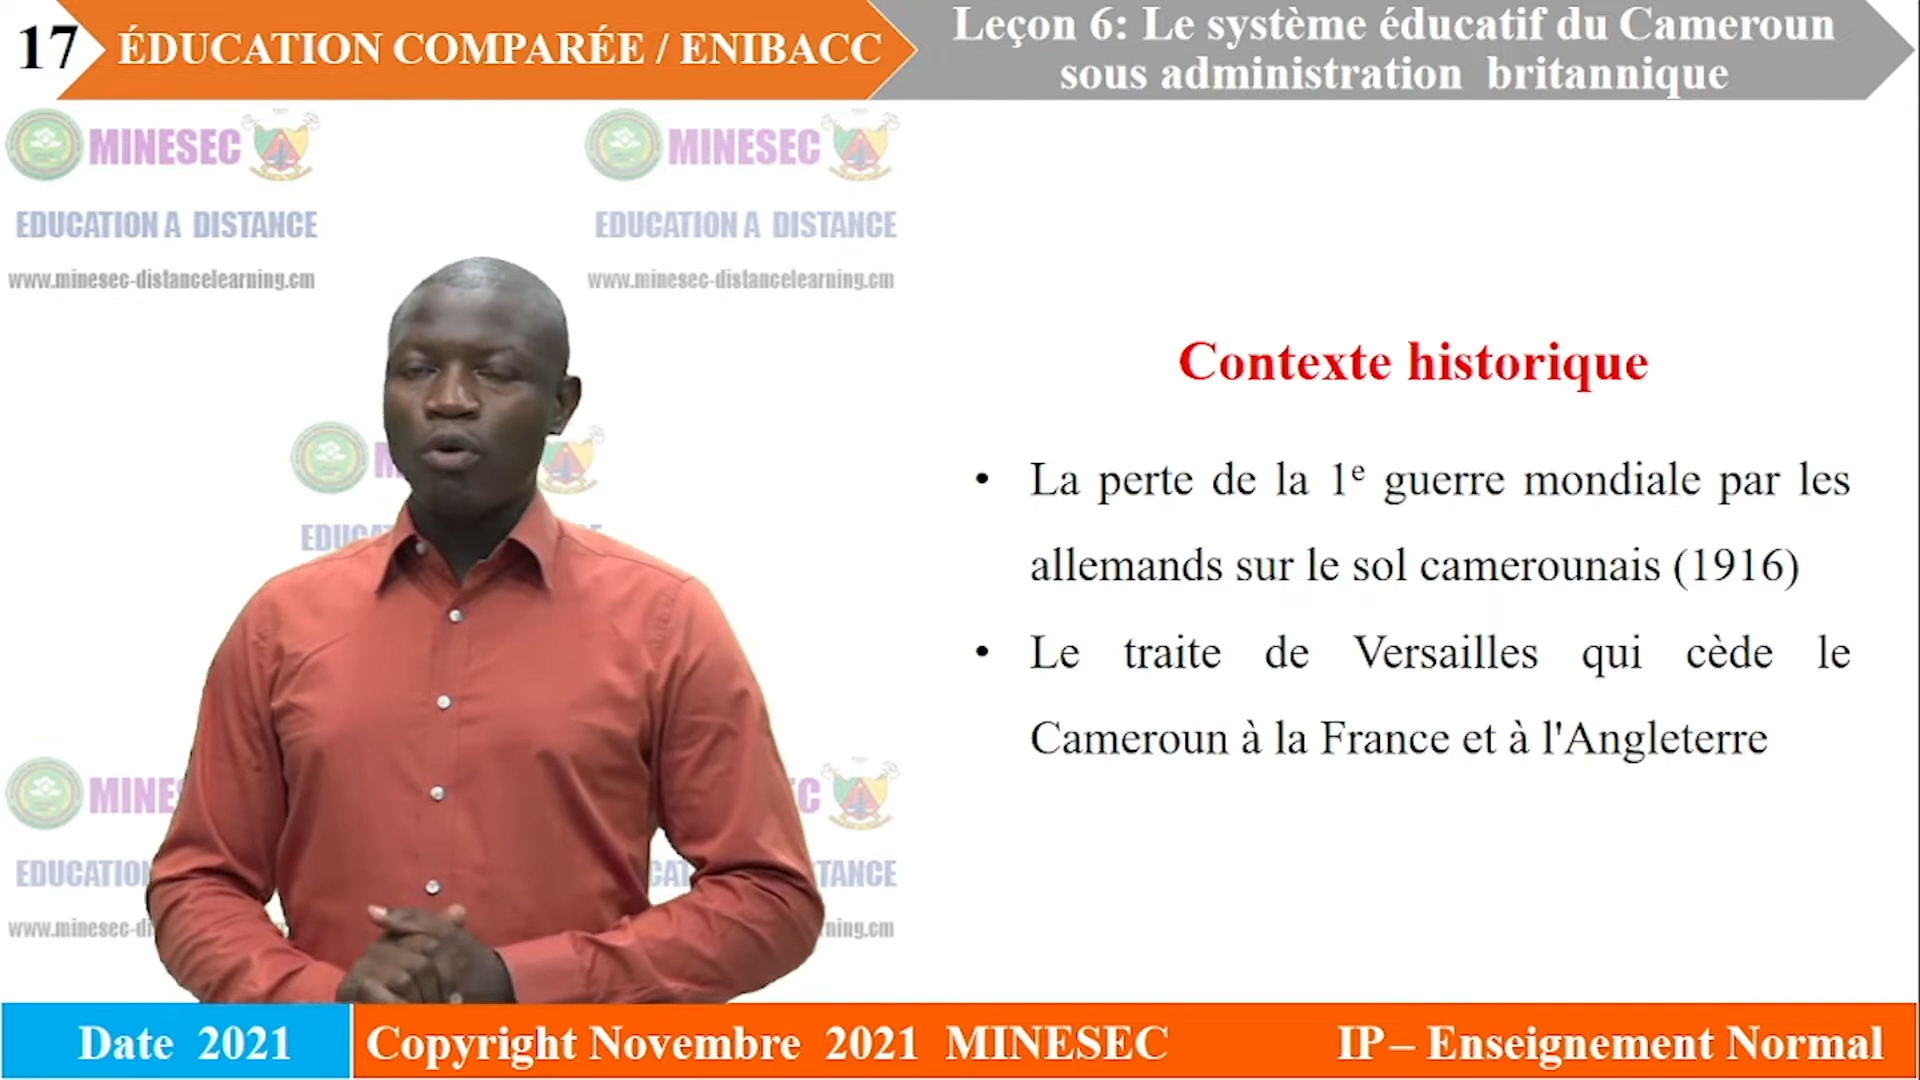 17
ÉDUCATION COMPARÉE / ENIBACC
Leçon 6: Le système éducatif du Cameroun
sous administration britannique
MINESEC
EDUCATION A DISTANCE
www.minesec-distancelearning.cm
MINESEC
EDUCATION A DISTANCE
www.minesec-distancelearning.cm
Contexte historique
• La perte de la 1e guerre mondiale par les
allemands sur le sol camerounais (1916)
• Le traite de Versailles qui cède le
Cameroun à la France et à l'Angleterre
Date 2021
Copyright Novembre 2021 MINESEC
IP – Enseignement Normal